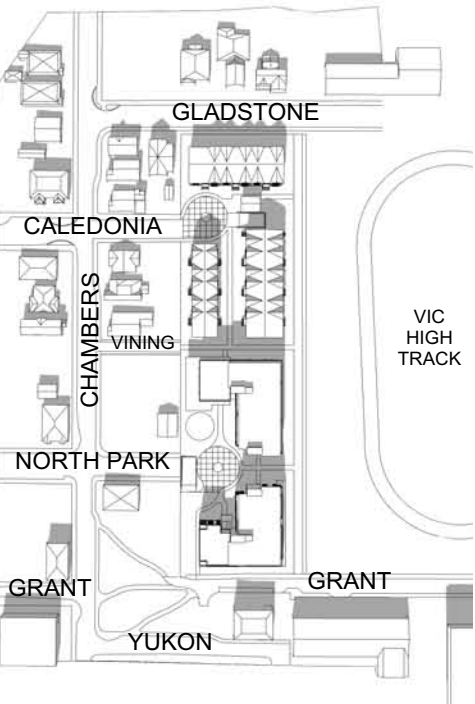 GLADSTONE
CALEDONIA
CHAMBERS
VIC
HIGH
TRACK
VINING
NORTH PARK
GRANT
GRANT
YUKON